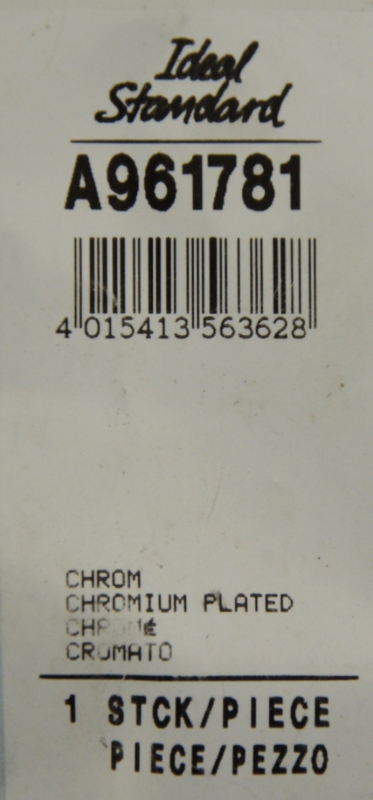 Ideal
Standard
A961781
4 015413 563628
CHROM
CHROMIUM PLATED
CROMATO
1 STCK/PIECE
PIECE/PEZZO